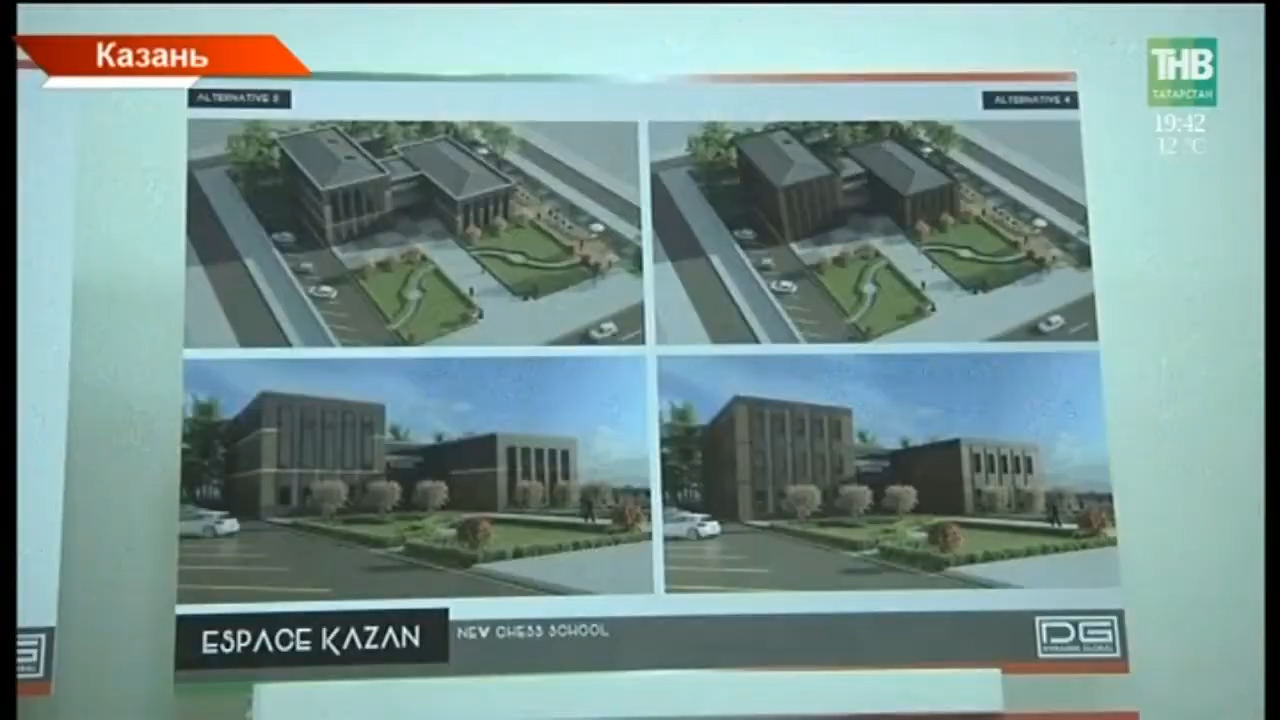 Казань
ТНВ
ТАТАРСТАН
19:42
12 °C
ALTERNATIVE 3
ALTERNATIVE 4
ESPACE KAZAN
NEW CHESS SCHOOL
DG